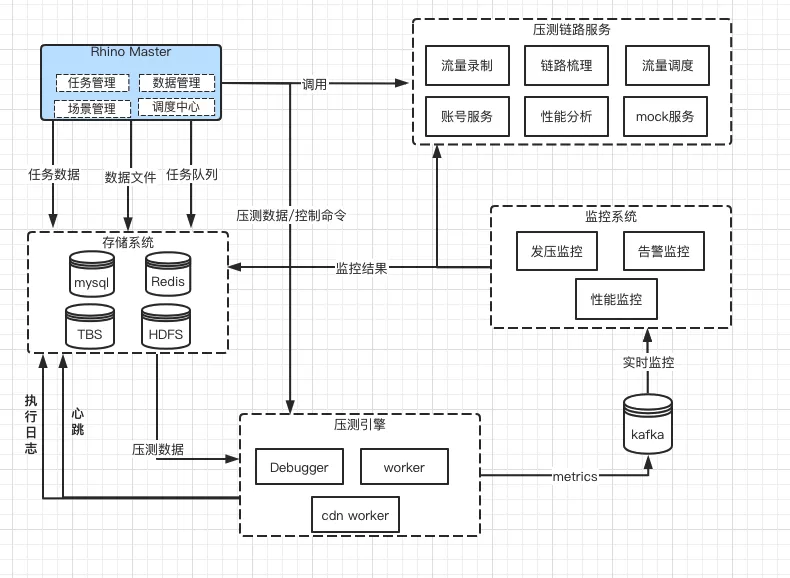 压测链路服务
Rhino Master
流量录制
链路梳理
流量调度
任务管理
数据管理
调用
场景管理
调度中心
账号服务
性能分析
mock服务
任务数据
数据文件
任务队列
压测数据/控制命令
监控系统
存储系统
发压监控
告警监控
监控结果
mysql
Redis
性能监控
TBS
HDFS
实时监控
执行日志
心跳
压测引擎
kafka
压测数据
Debugger
worker
metrics
cdn worker